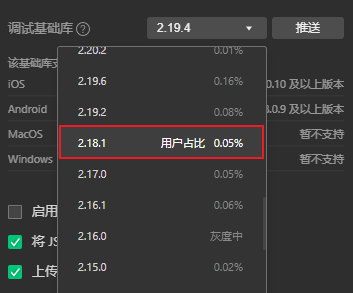 调试基础库 ? 2.19.4 推送
2.20.2 0.01%
2.19.6 0.16%
2.19.2 0.08%
2.18.1 用户占比 0.05%
2.17.0 0.05%
2.16.1 0.06%
2.16.0 灰度中
2.15.0 0.02%
该基础库支
iOS 0.10 及以上版本
Android .0.9 及以上版本
MacOS 暂不支持
Windows 暂不支持
启用
将 JS
上传